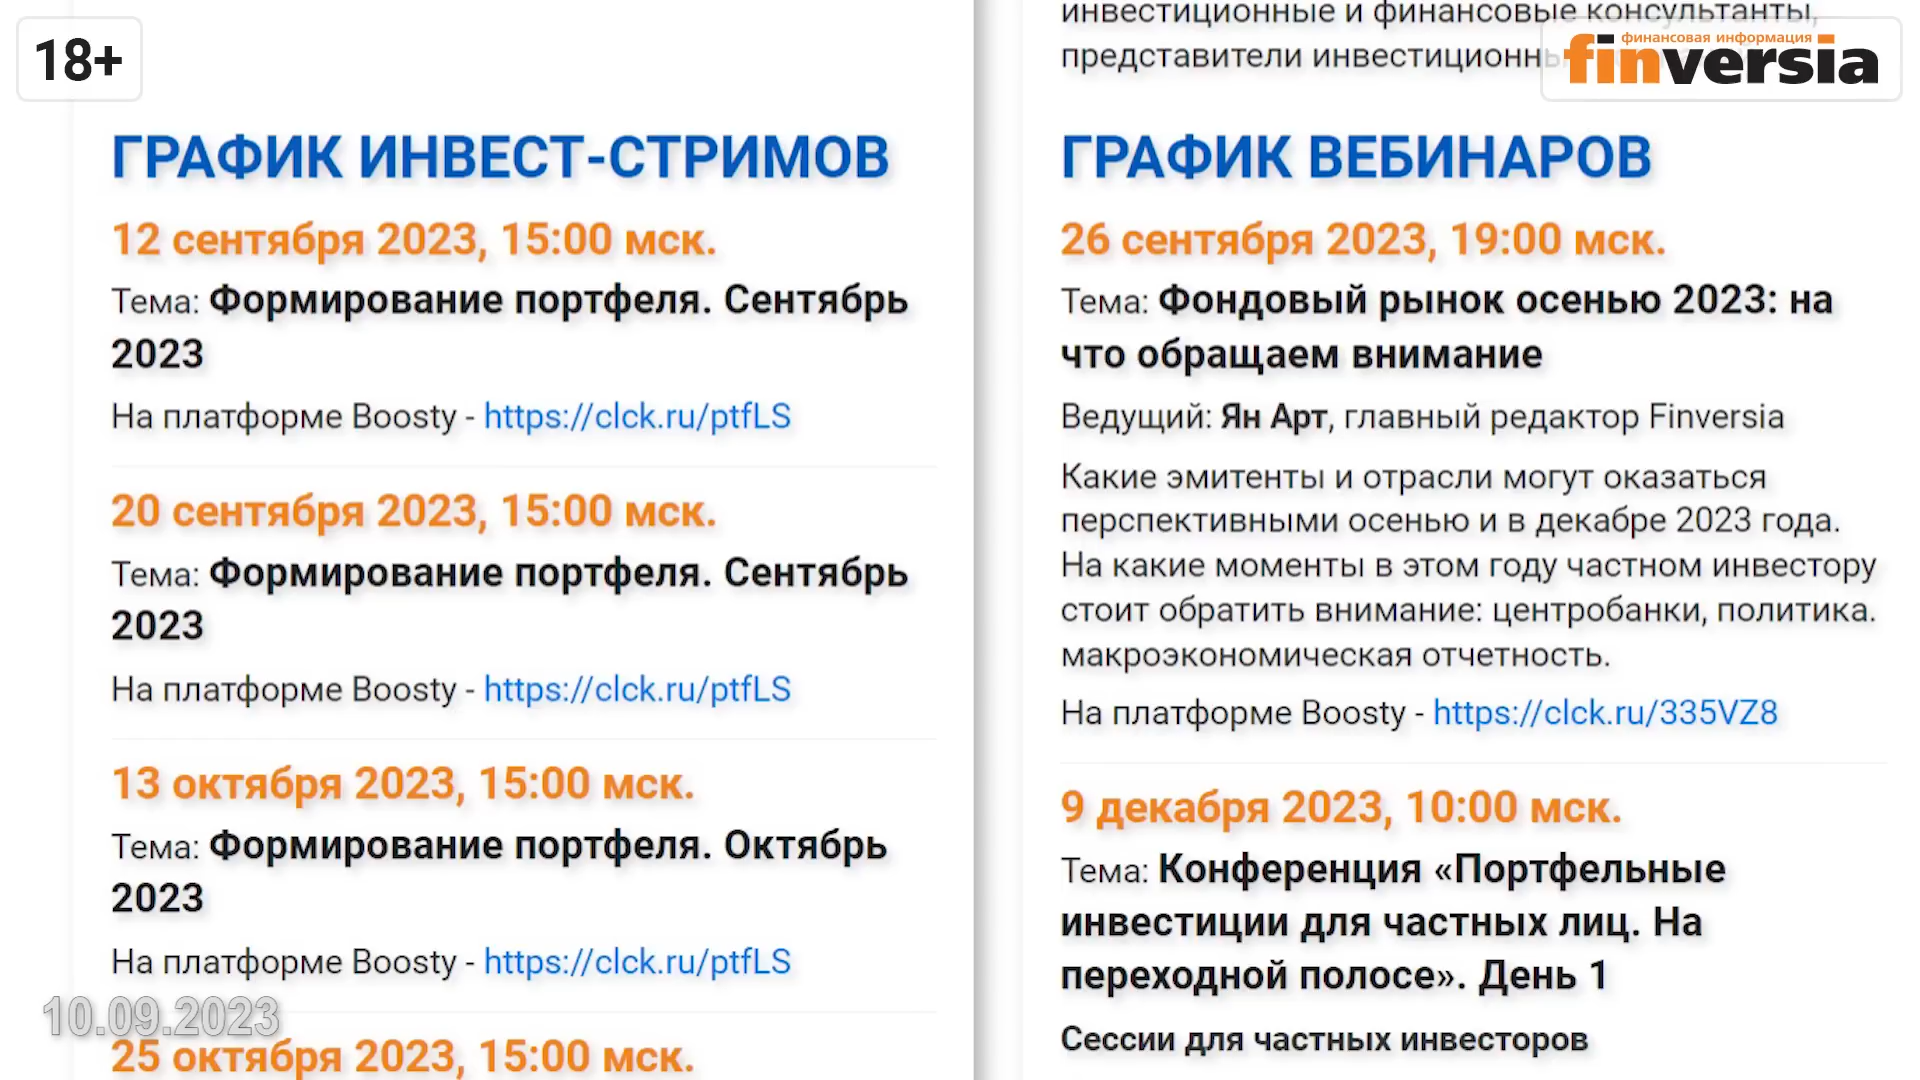 18+
ГРАФИК ИНВЕСТ-СТРИМОВ
12 сентября 2023, 15:00 мск.
Тема: Формирование портфеля. Сентябрь
2023
На платформе Boosty - https://clck.ru/ptfLS
20 сентября 2023, 15:00 мск.
Тема: Формирование портфеля. Сентябрь
2023
На платформе Boosty - https://clck.ru/ptfLS
13 октября 2023, 15:00 мск.
Тема: Формирование портфеля. Октябрь
2023
На платформе Boosty - https://clck.ru/ptfLS
10.09.2023
25 октября 2023, 15:00 мск.
инвестиционные и финансовые консультанты,
представители
финансовая информация
finversia
ГРАФИК ВЕБИНАРОВ
26 сентября 2023, 19:00 мск.
Тема: Фондовый рынок осенью 2023: на
что обращаем внимание
Ведущий: Ян Арт, главный редактор Finversia
Какие эмитенты и отрасли могут оказаться
перспективными осенью и в декабре 2023 года.
На какие моменты в этом году частном инвестору
стоит обратить внимание: центробанки, политика.
макроэкономическая отчетность.
На платформе Boosty - https://clck.ru/335VZ8
9 декабря 2023, 10:00 мск.
Тема: Конференция «Портфельные
инвестиции для частных лиц. На
переходной полосе». День 1
Сессии для частных инвесторов